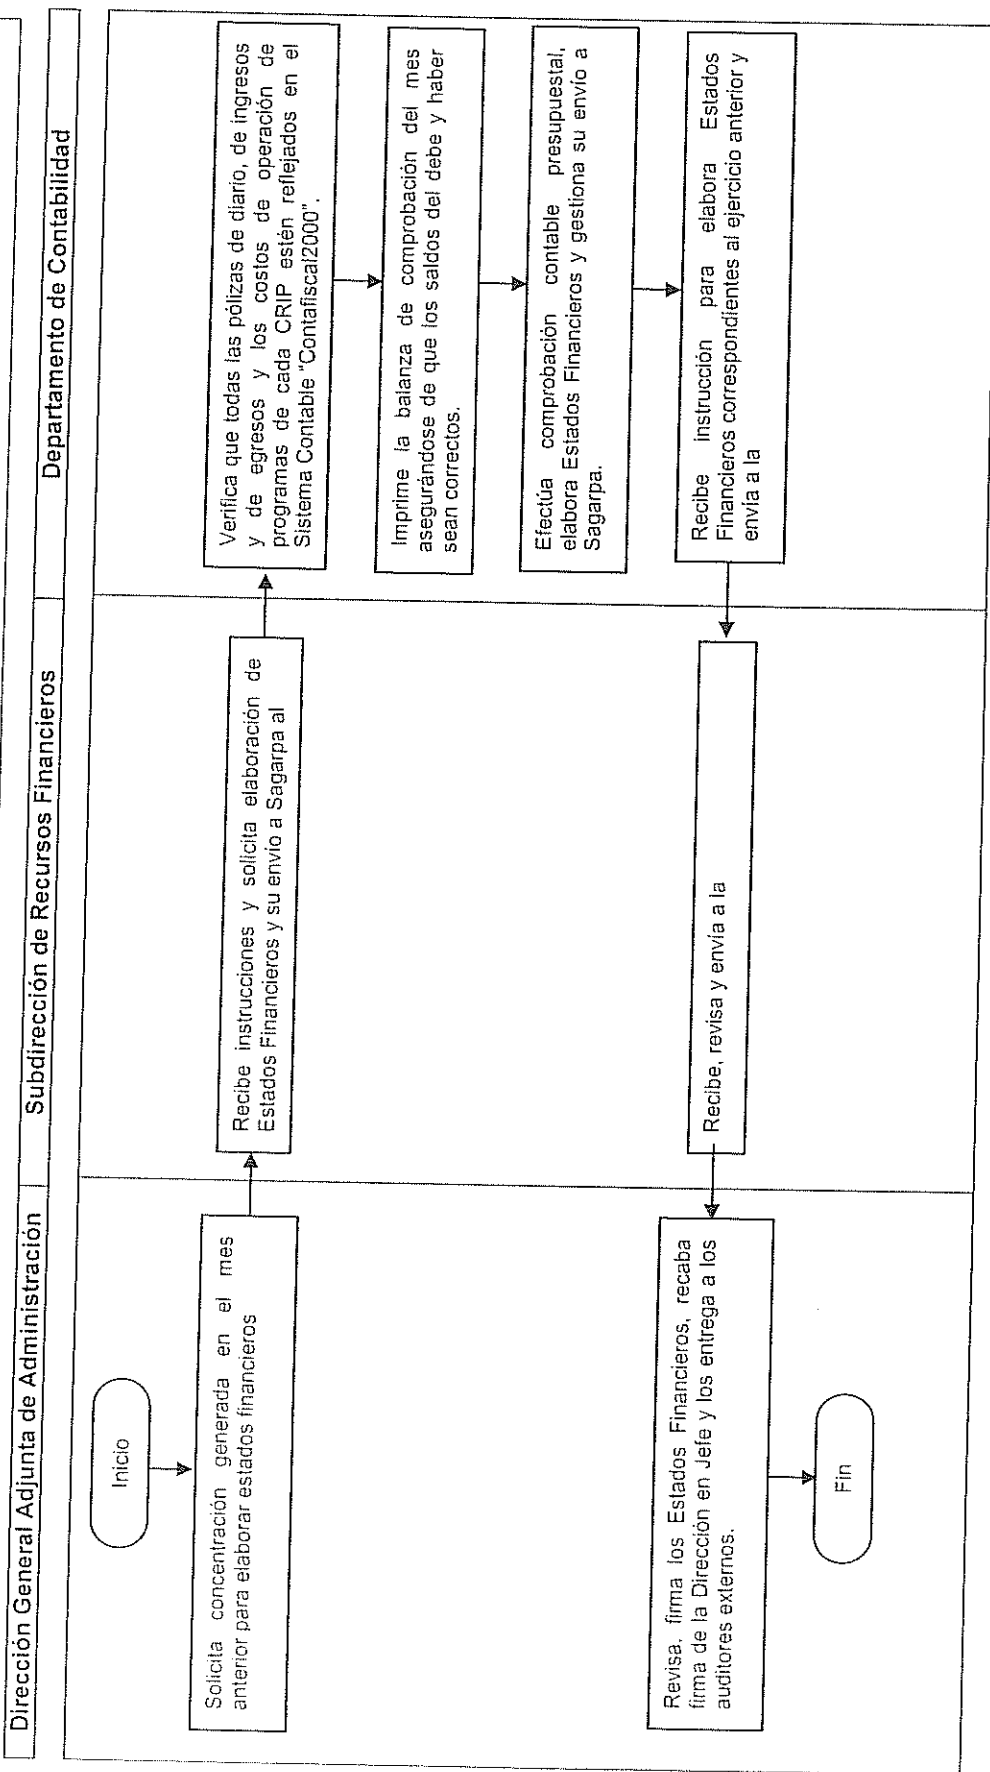 Dirección General Adjunta de Administración
Subdirección de Recursos Financieros
Departamento de Contabilidad
Inicio
Solicita concentración generada en el mes
anterior para elaborar estados financieros
Recibe instrucciones y solicita elaboración de
Estados Financieros y su envio a Sagarpa al
Verifica que todas las pólizas de diario, de ingresos
y de egresos y los costos de operación de
programas de cada CRIP estén reflejados en el
Sistema Contable "Contafiscal2000".
Imprime la balanza de comprobación del mes
asegurándose de que los saldos del debe y haber
sean correctos.
Efectúa comprobación contable presupuestal,
elabora Estados Financieros y gestiona su envío a
Sagarpa.
Recibe instrucción para elabora Estados
Financieros correspondientes al ejercicio anterior y
envía a la
Recibe, revisa y envía a la
Revisa, firma los Estados Financieros, recaba
firma de la Dirección en Jefe y los entrega a los
auditores externos.
Fin